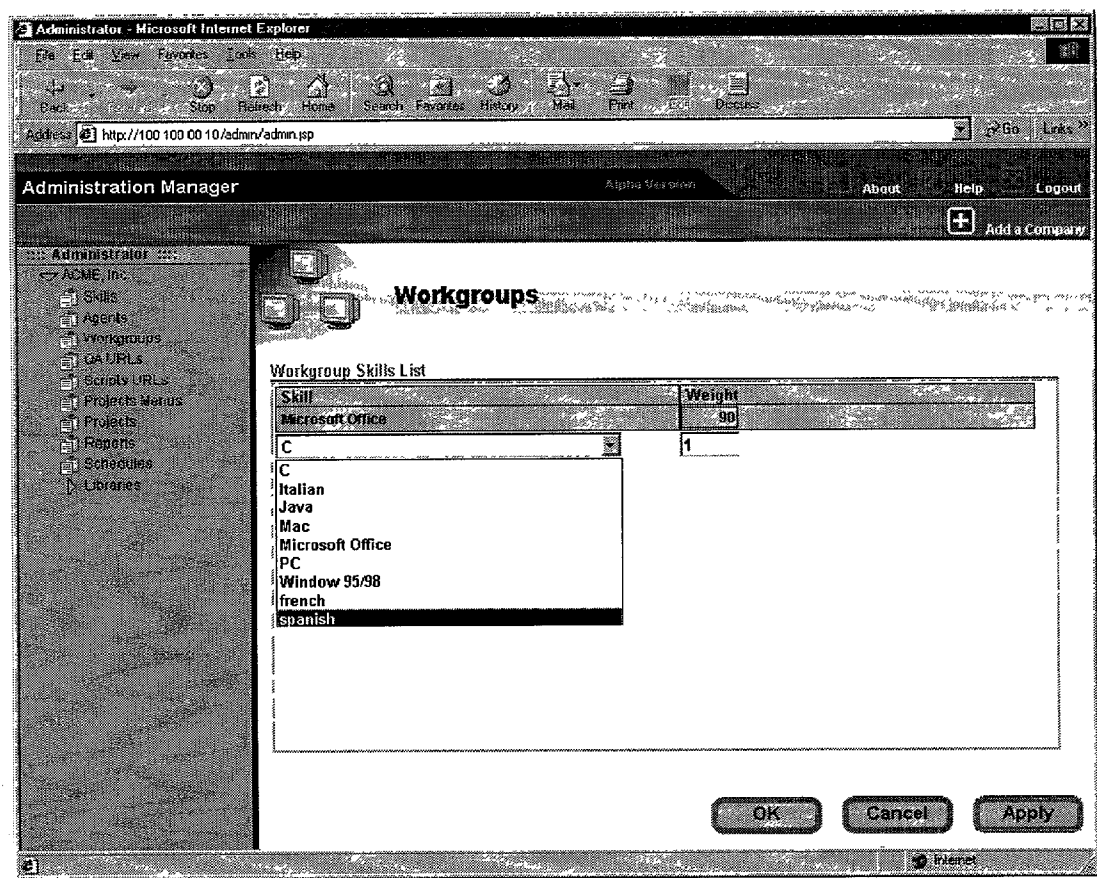 Administrator - Microsoft Internet Explorer
File Edit View Favorites Tools Help
Back Stop Refresh Home Search Favorites History Mail Print Edit Discuss
Address http://100 100 00 10/admin/admin.jsp Go Links »
Administration Manager Alpha Version About Help Logout
Add a Company
:::: Administrator ::::
ACME, Inc.
Skills
Agents
Workgroups
QA URLs
Scripts URLs
Projects Menus
Projects
Reports
Schedules
Libraries
Workgroups
Workgroup Skills List
Skill Weight
Microsoft Office 90
C 1
C
Italian
Java
Mac
Microsoft Office
PC
Window 95/98
french
spanish
OK Cancel Apply
Internet